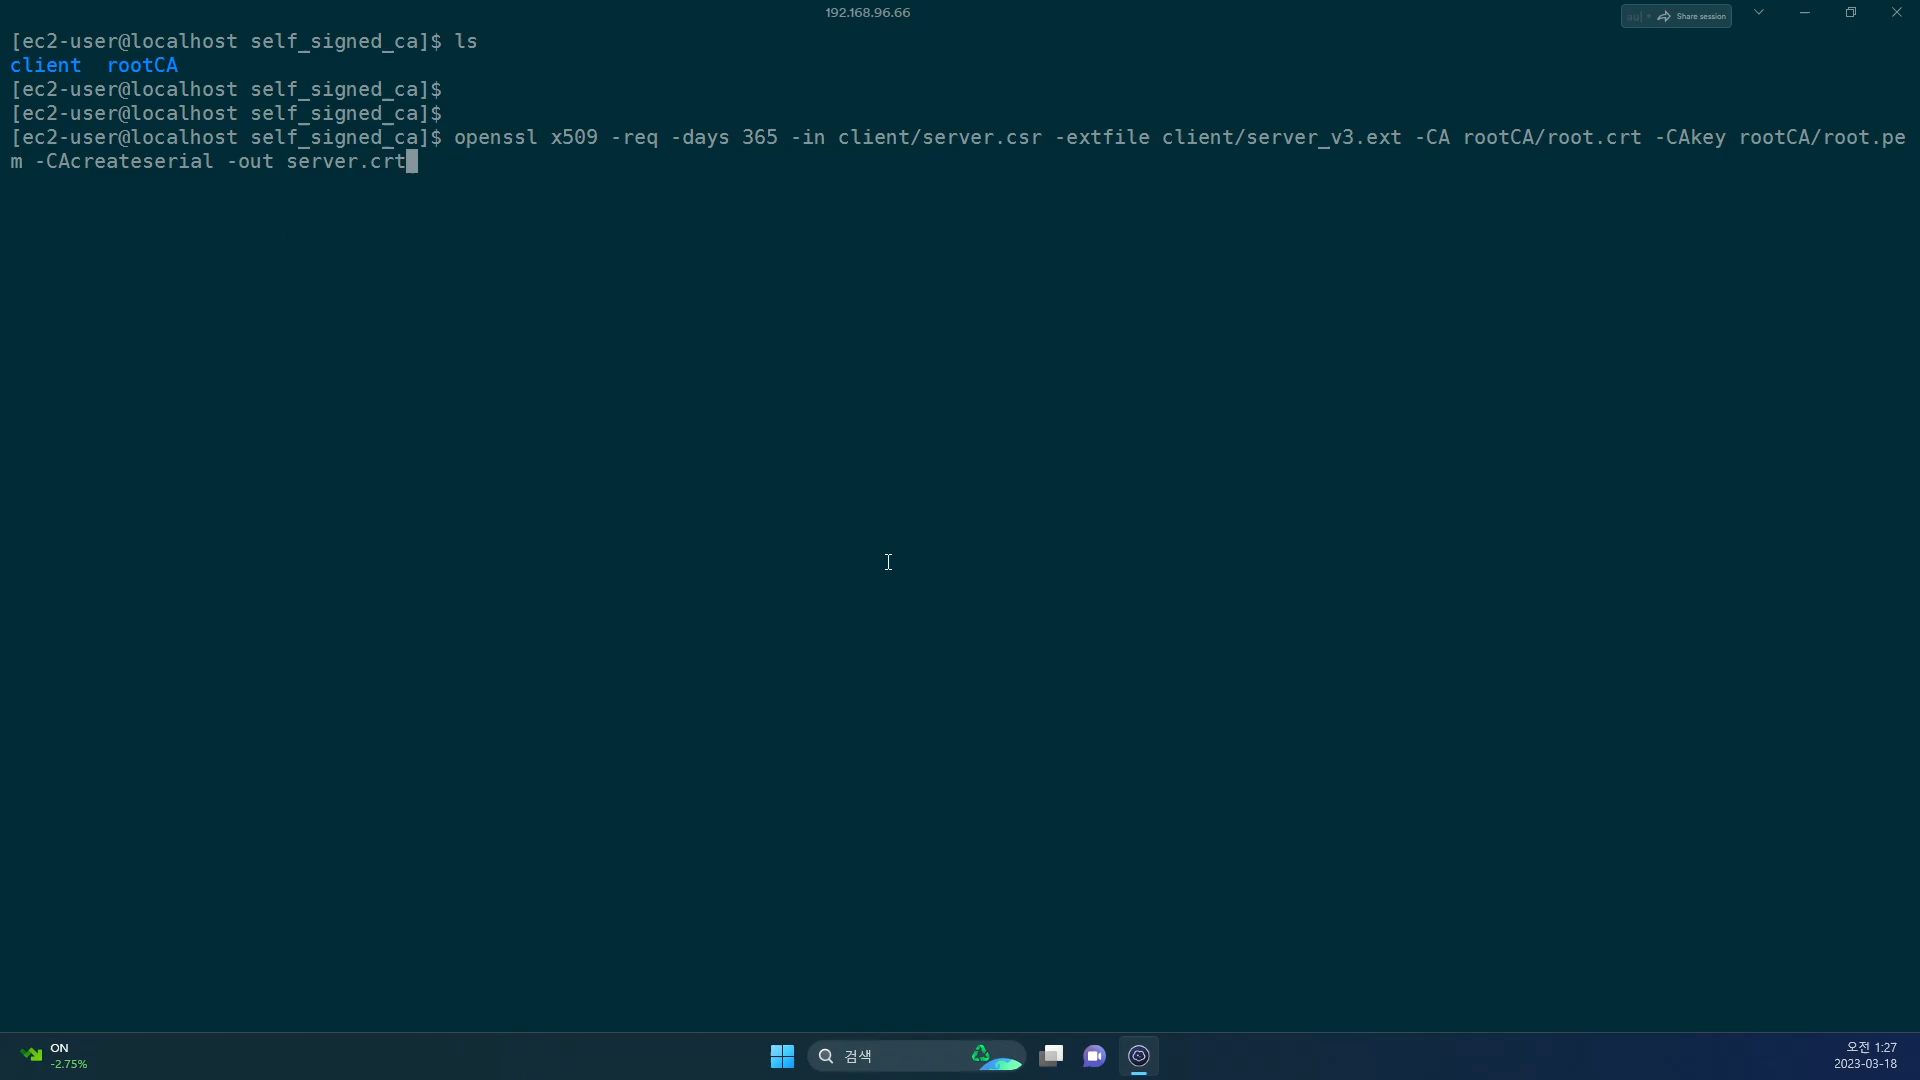 192.168.96.66
Share session
[ec2-user@localhost self_signed_ca]$ ls
client  rootCA
[ec2-user@localhost self_signed_ca]$
[ec2-user@localhost self_signed_ca]$
[ec2-user@localhost self_signed_ca]$ openssl x509 -req -days 365 -in client/server.csr -extfile client/server_v3.ext -CA rootCA/root.crt -CAkey rootCA/root.pe
m -CAcreateserial -out server.crt
ON
-2.75%
검색
오전 1:27
2023-03-18